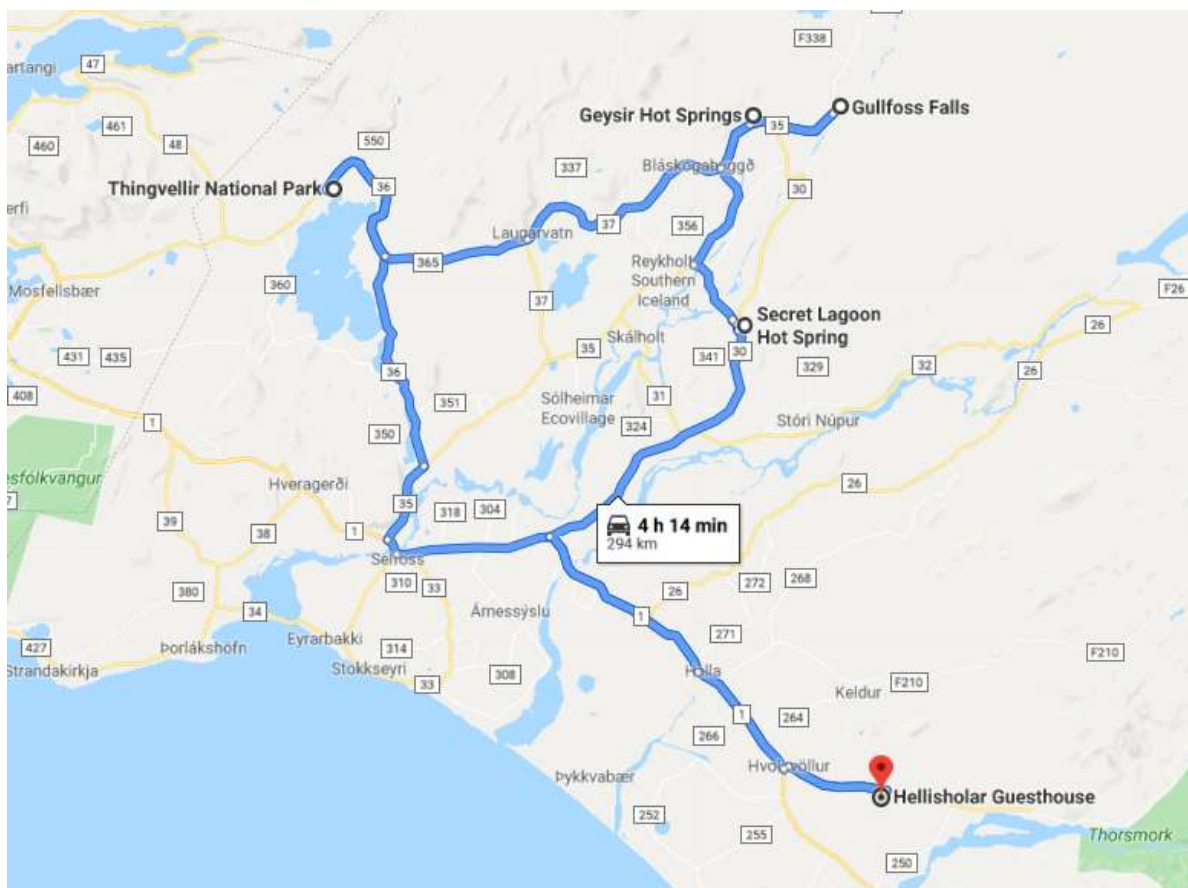 F338
artangi
47
Geysir Hot Springs
35
Gullfoss Falls
461
460
48
550
337
Bláskógabyggð
Thingvellir National Park
36
30
erfi
Laugarvatn
37
356
365
Reykholt
Southern
Iceland
360
Mosfellsbær
F26
37
Secret Lagoon
Hot Spring
26
Skálholt
431
435
35
341
30
329
32
26
408
36
351
Sólheimar
Ecovillage
31
1
350
324
Stóri Núpur
esfólkvangur
Hveragerði
26
7
35
318
304
4 h 14 min
294 km
39
38
1
Selfoss
310
33
272
268
380
26
34
Árnessýslu
1
427
Þorlákshöfn
Eyrarbakki
314
271
Strandakirkja
Stokkseyri
308
Hella
F210
33
Keldur
F210
1
264
266
Þykkvabær
Hvolsvöllur
Hellisholar Guesthouse
252
255
Thorsmork
250